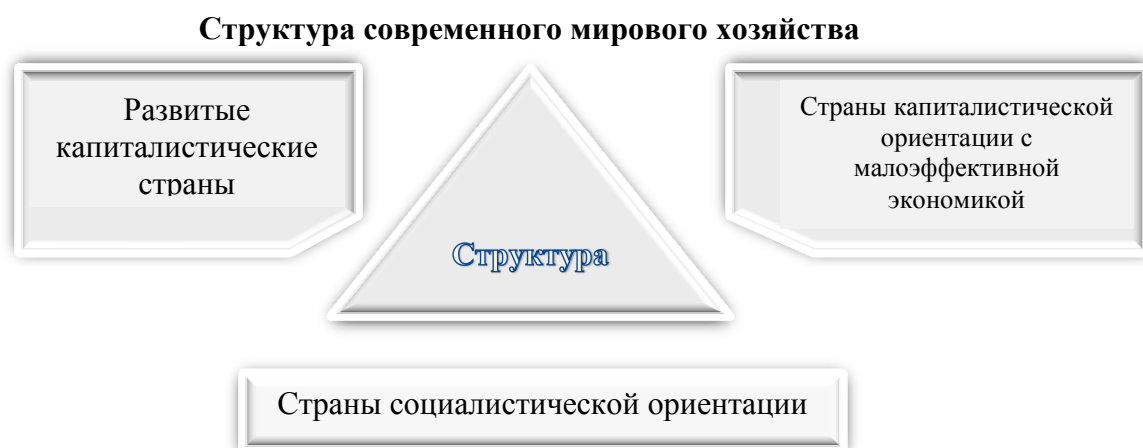 Структура современного мирового хозяйства
Развитые
капиталистические
страны
Страны капиталистической
ориентации с
малоэффективной
экономикой
Структура
Страны социалистической ориентации